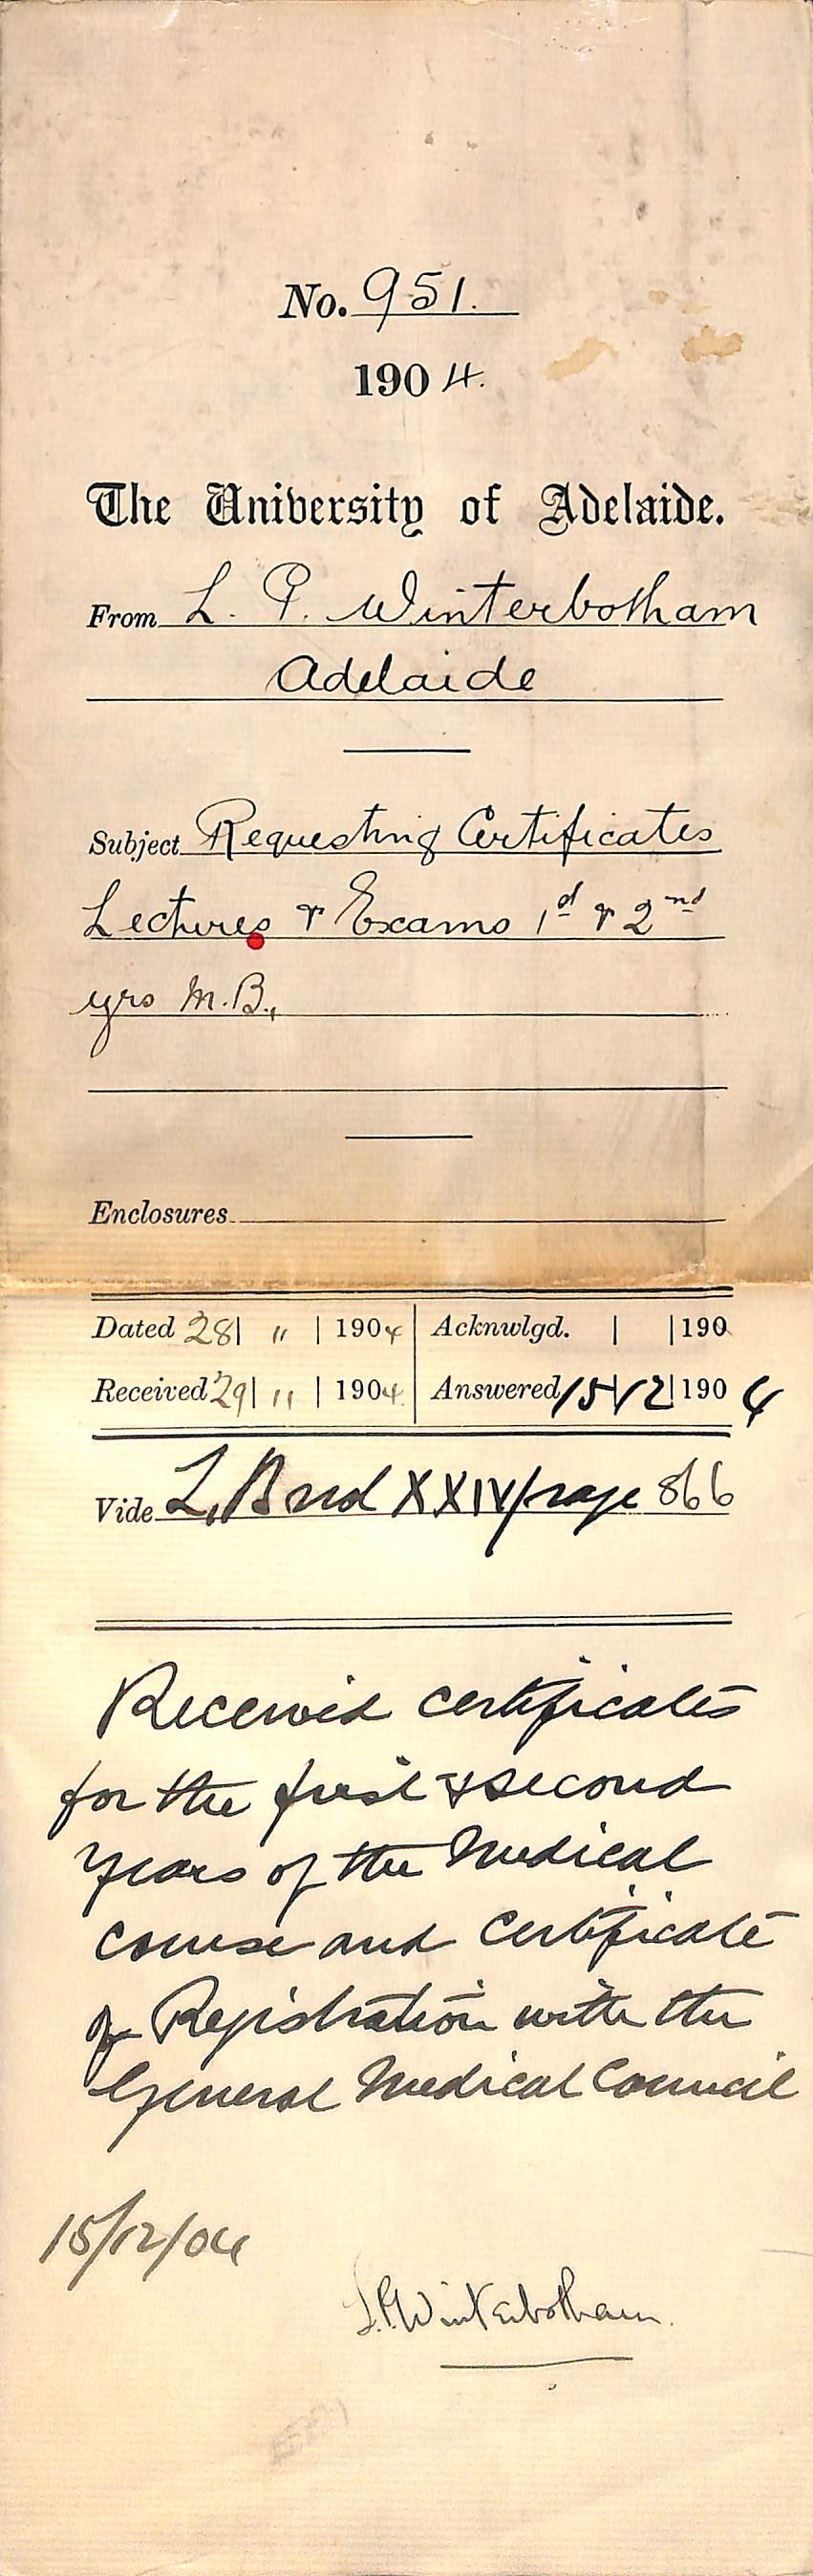 No. 951.
1904.
The University of Adelaide.
From L. P. Winterbotham
Adelaide
Subject Requesting Certificates
Lectures & Exams 1st & 2nd
yrs M.B.,
Enclosures
Dated 28| 11 | 1904 | Acknwlgd. | |190
Received 29| 11 | 1904 | Answered 15|12|1904
Vide L. B vol XXIV page 866
Received certificates
for the first & second
years of the Medical
course and certificate
of Registration with the
General Medical Council
15/12/04
L.P. Winterbotham.